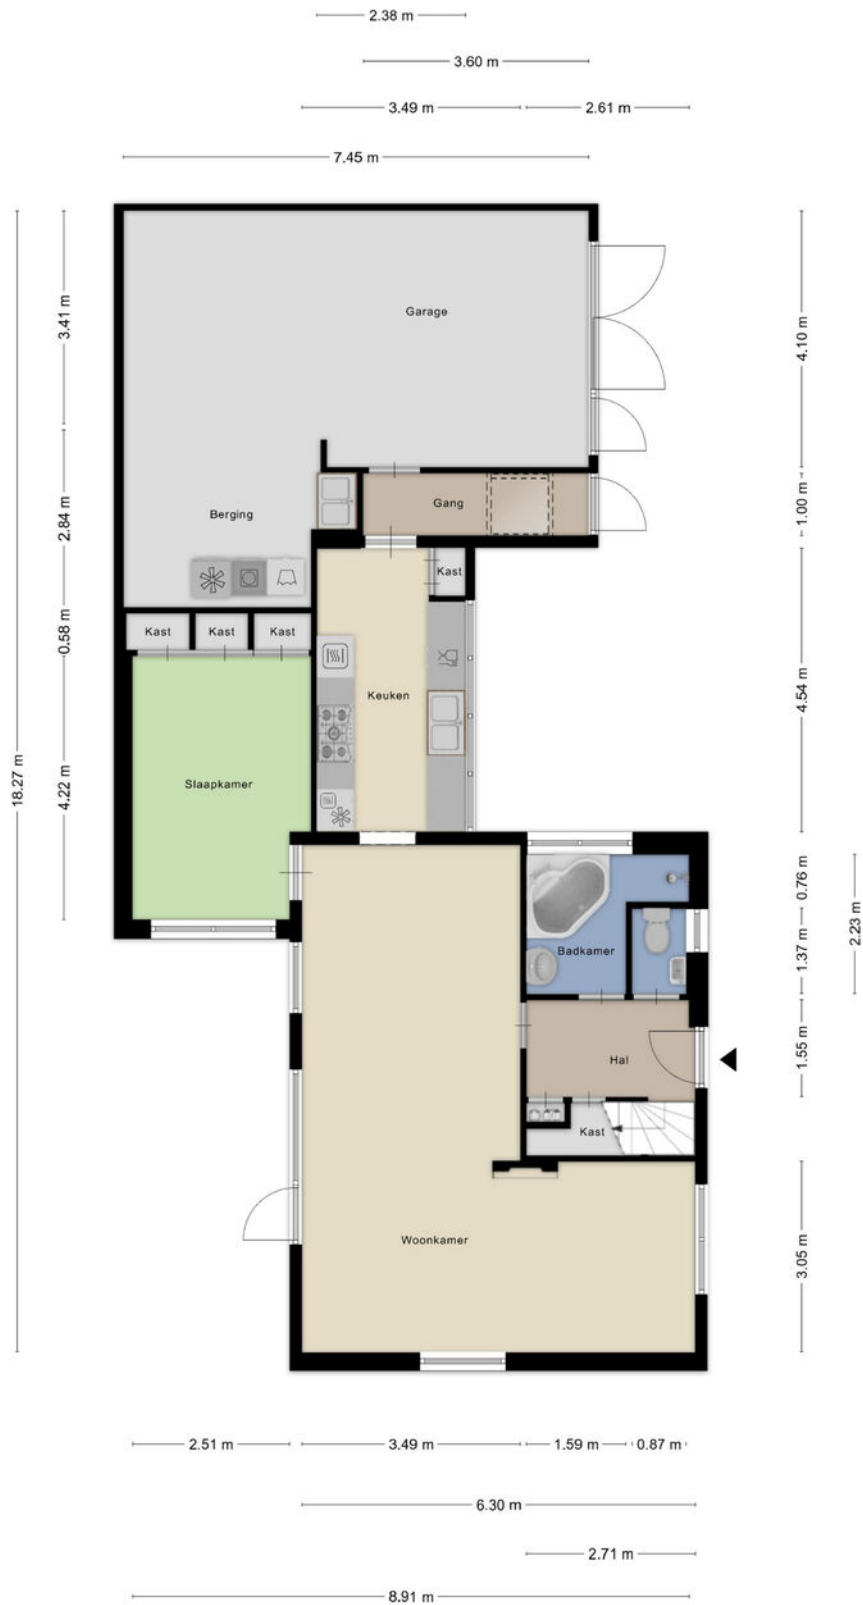 2.38 m
3.60 m
3.49 m
2.61 m
7.45 m
3.41 m
Garage
4.10 m
2.84 m
Berging
Gang
1.00 m
Kast
0.58 m
Kast
Kast
Kast
Keuken
4.54 m
18.27 m
4.22 m
Slaapkamer
0.76 m
2.23 m
1.37 m
Badkamer
1.55 m
Hal
Kast
Woonkamer
3.05 m
2.51 m
3.49 m
1.59 m
0.87 m
6.30 m
2.71 m
8.91 m